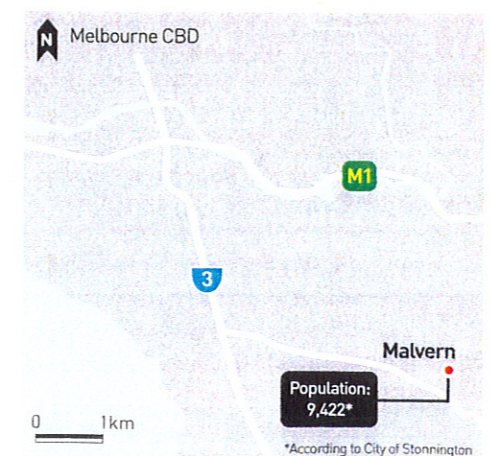 N
Melbourne CBD
M1
3
Malvern
Population:
9,422*
0 1km
*According to City of Stonnington